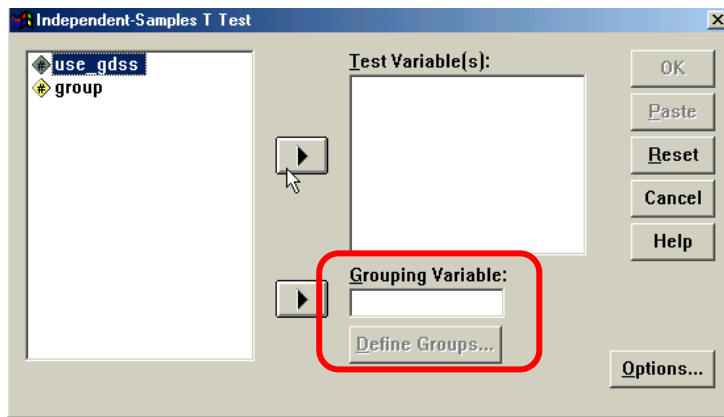 Independent-Samples T Test
use_gdss
group
Test Variable(s):
Grouping Variable:
Define Groups...
OK
Paste
Reset
Cancel
Help
Options...